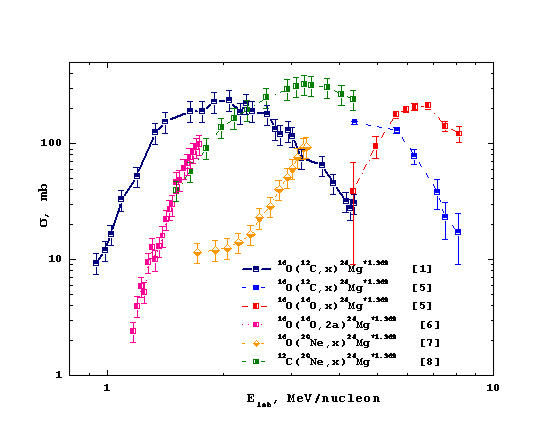 100
10
1
1
10
σ, mb
E_lab, MeV/nucleon
¹⁶O(¹²C,x)²⁴Mg*¹·³⁶⁹ [1]
¹⁶O(¹²C,x)²⁴Mg*¹·³⁶⁹ [5]
¹⁶O(¹⁶O,x)²⁴Mg*¹·³⁶⁹ [5]
¹⁶O(¹⁶O,2a)²⁴Mg*¹·³⁶⁹ [6]
¹⁶O(²⁰Ne,x)²⁴Mg*¹·³⁶⁹ [7]
¹²C(²⁰Ne,x)²⁴Mg*¹·³⁶⁹ [8]